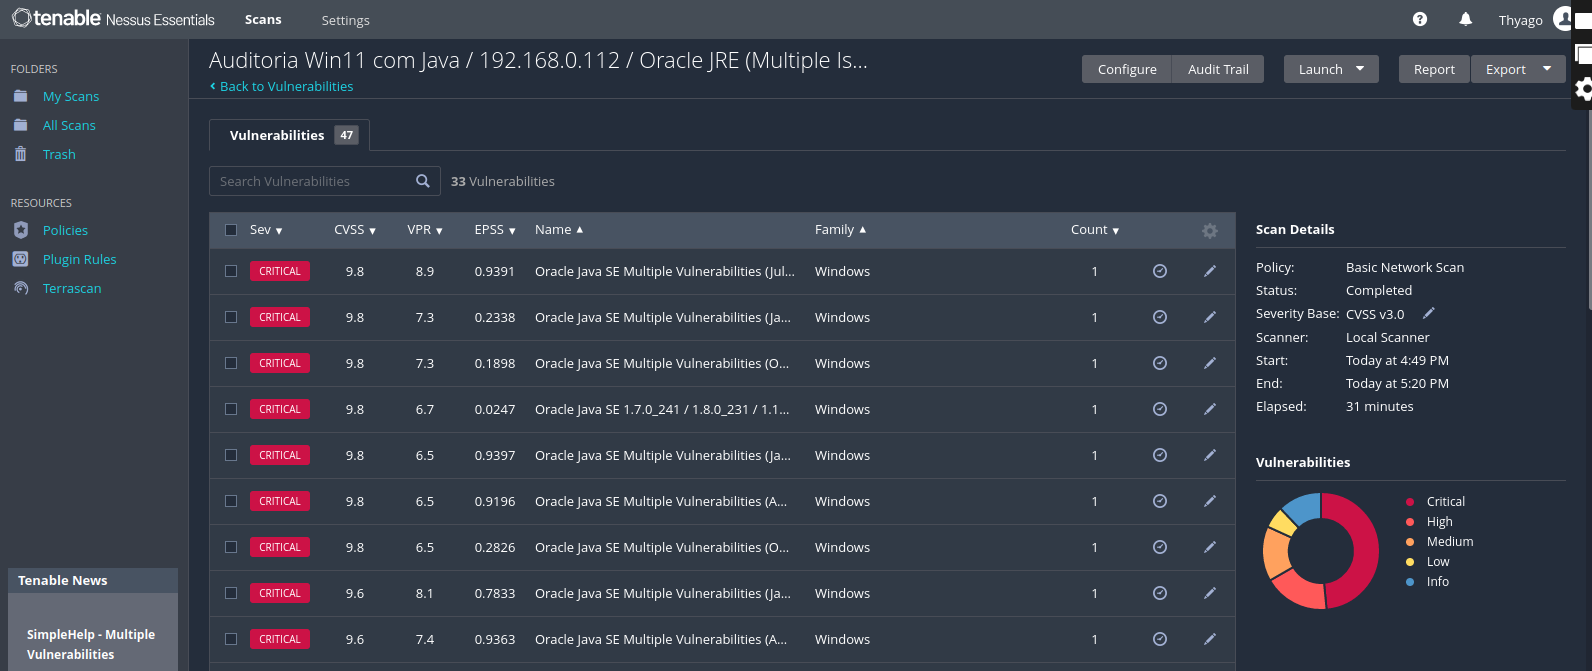 tenable Nessus Essentials Scans Settings Thyago
FOLDERS
My Scans
All Scans
Trash
RESOURCES
Policies
Plugin Rules
Terrascan
Tenable News
SimpleHelp - Multiple
Vulnerabilities
Auditoria Win11 com Java / 192.168.0.112 / Oracle JRE (Multiple Is...
Back to Vulnerabilities
Configure Audit Trail Launch Report Export
Vulnerabilities 47
Search Vulnerabilities 33 Vulnerabilities
Sev CVSS VPR EPSS Name Family Count
CRITICAL 9.8 8.9 0.9391 Oracle Java SE Multiple Vulnerabilities (Jul... Windows 1
CRITICAL 9.8 7.3 0.2338 Oracle Java SE Multiple Vulnerabilities (Ja... Windows 1
CRITICAL 9.8 7.3 0.1898 Oracle Java SE Multiple Vulnerabilities (O... Windows 1
CRITICAL 9.8 6.7 0.0247 Oracle Java SE 1.7.0_241 / 1.8.0_231 / 1.1... Windows 1
CRITICAL 9.8 6.5 0.9397 Oracle Java SE Multiple Vulnerabilities (Ja... Windows 1
CRITICAL 9.8 6.5 0.9196 Oracle Java SE Multiple Vulnerabilities (A... Windows 1
CRITICAL 9.8 6.5 0.2826 Oracle Java SE Multiple Vulnerabilities (O... Windows 1
CRITICAL 9.6 8.1 0.7833 Oracle Java SE Multiple Vulnerabilities (Ja... Windows 1
CRITICAL 9.6 7.4 0.9363 Oracle Java SE Multiple Vulnerabilities (A... Windows 1
Scan Details
Policy: Basic Network Scan
Status: Completed
Severity Base: CVSS v3.0
Scanner: Local Scanner
Start: Today at 4:49 PM
End: Today at 5:20 PM
Elapsed: 31 minutes
Vulnerabilities
Critical
High
Medium
Low
Info